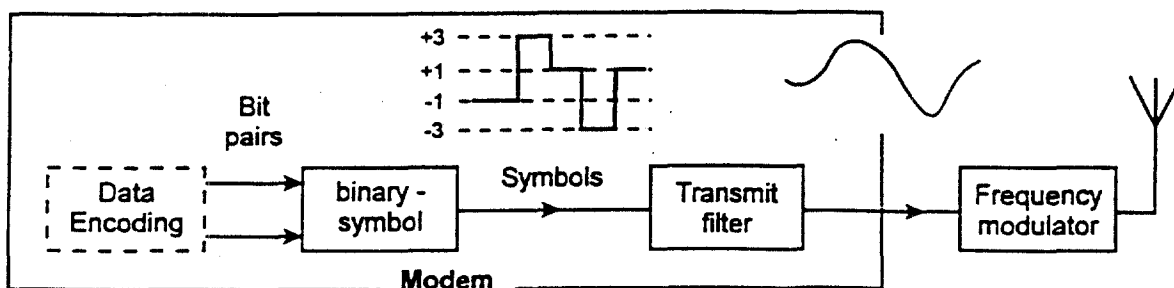 +3
+1
-1
-3
Bit
pairs
Data
Encoding
binary -
symbol
Symbols
Transmit
filter
Frequency
modulator
Modem